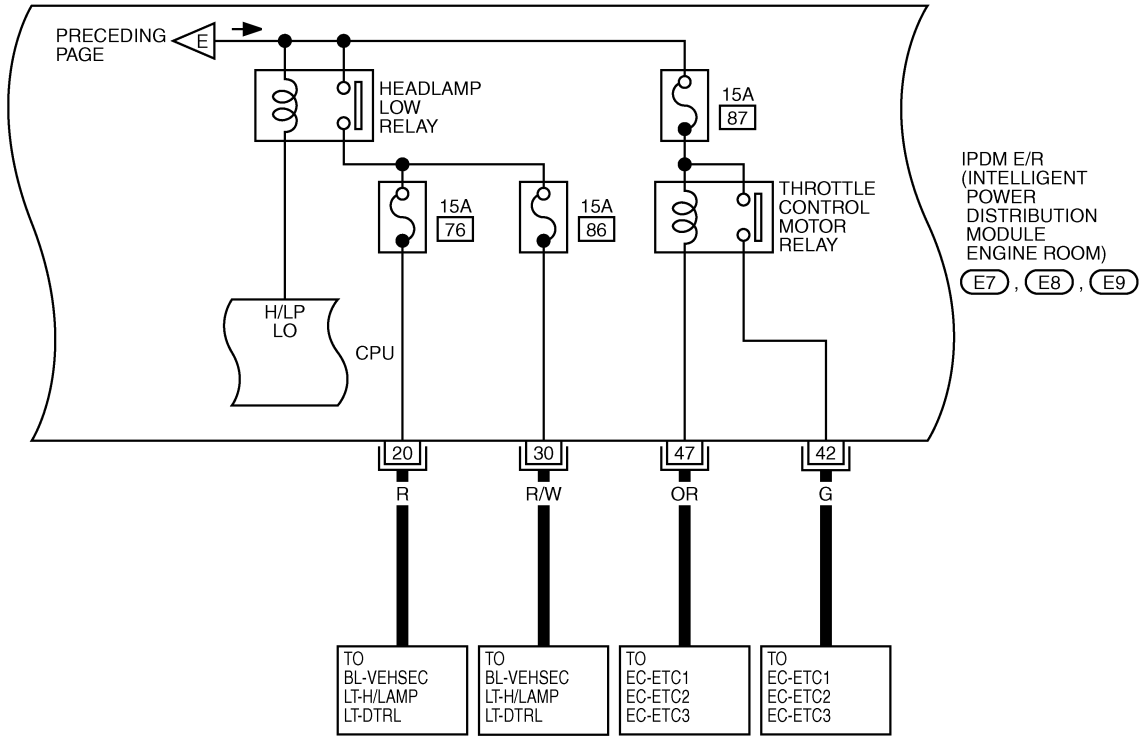 PRECEDING
PAGE
E
HEADLAMP
LOW
RELAY
15A
87
15A
76
15A
86
THROTTLE
CONTROL
MOTOR
RELAY
IPDM E/R
(INTELLIGENT
POWER
DISTRIBUTION
MODULE
ENGINE ROOM)
E7 , E8 , E9
H/LP
LO
CPU
20
30
47
42
R
R/W
OR
G
TO
BL-VEHSEC
LT-H/LAMP
LT-DTRL
TO
BL-VEHSEC
LT-H/LAMP
LT-DTRL
TO
EC-ETC1
EC-ETC2
EC-ETC3
TO
EC-ETC1
EC-ETC2
EC-ETC3